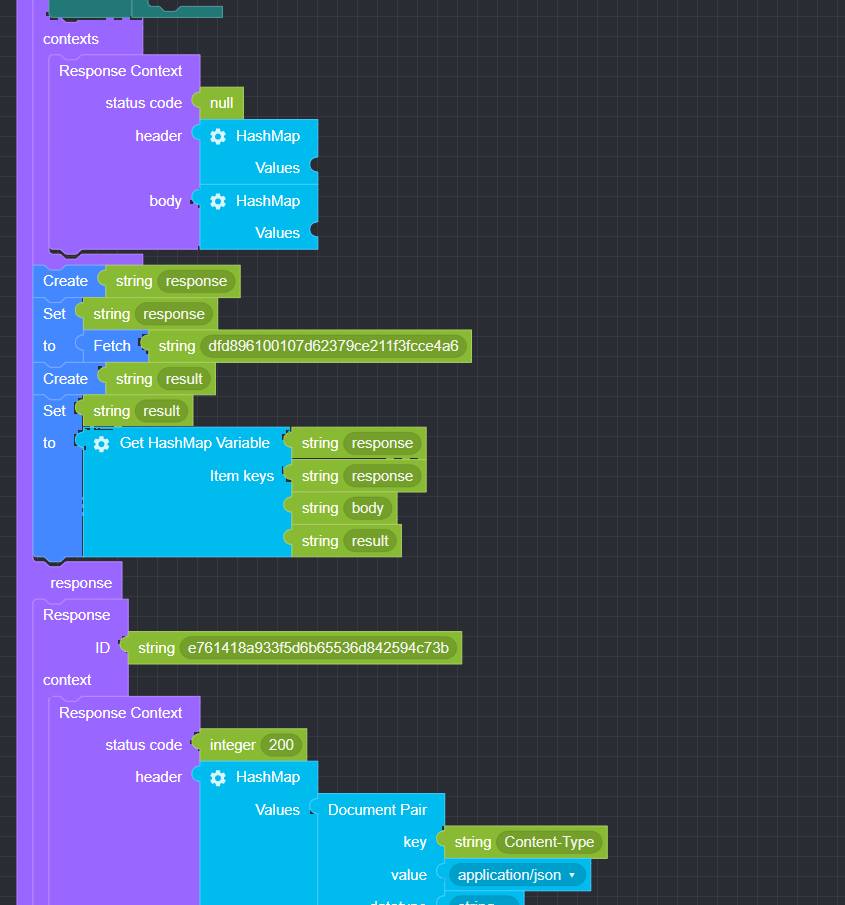 contexts
Response Context
status code null
header HashMap
Values
body HashMap
Values
Create string response
Set string response
to Fetch string dfd896100107d62379ce211f3fcce4a6
Create string result
Set string result
to Get HashMap Variable string response
Item keys string response
string body
string result
response
Response
ID string e761418a933f5d6b65536d842594c73b
context
Response Context
status code integer 200
header HashMap
Values Document Pair
key string Content-Type
value application/json